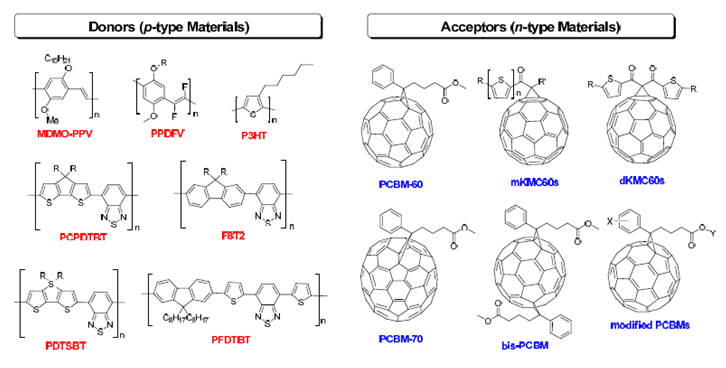 Donors (p-type Materials)
Acceptors (n-type Materials)
C10H21
O
O
Me
n
MDMO-PPV
R
O
F
F
O
n
PPDFV
S
n
P3HT
O
O
PCBM-60
R
S
n
O
R'
mKMC60s
R
S
O
O
S
R
dKMC60s
R
R
S
S
N
S
N
n
PCPDTBT
R
R
N
S
N
n
F8T2
O
O
PCBM-70
O
O
O
O
bis-PCBM
X
O
O
Y
modified PCBMs
R
R
S
S
S
N
S
N
n
PDTSBT
C8H17
C8H17
S
N
S
N
S
n
PFDTBT